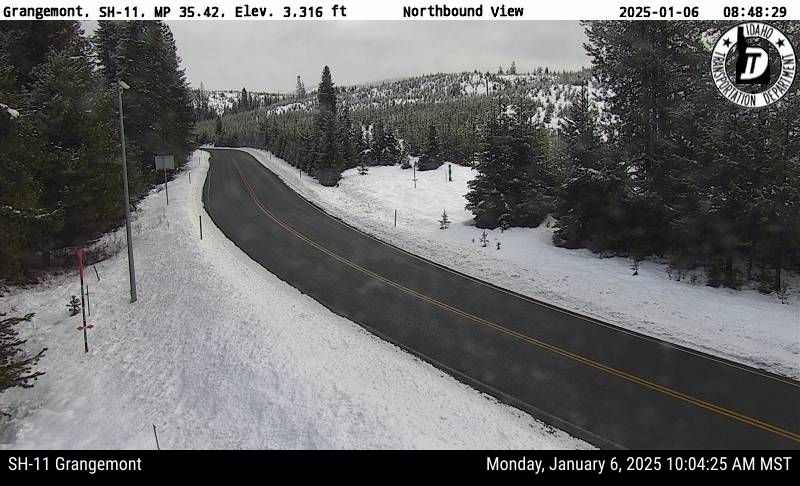 Grangemont, SH-11, MP 35.42, Elev. 3,316 ft Northbound View 2025-01-06 08:48:29
IDAHO
TRANSPORTATION DEPARTMENT
SH-11 Grangemont Monday, January 6, 2025 10:04:25 AM MST